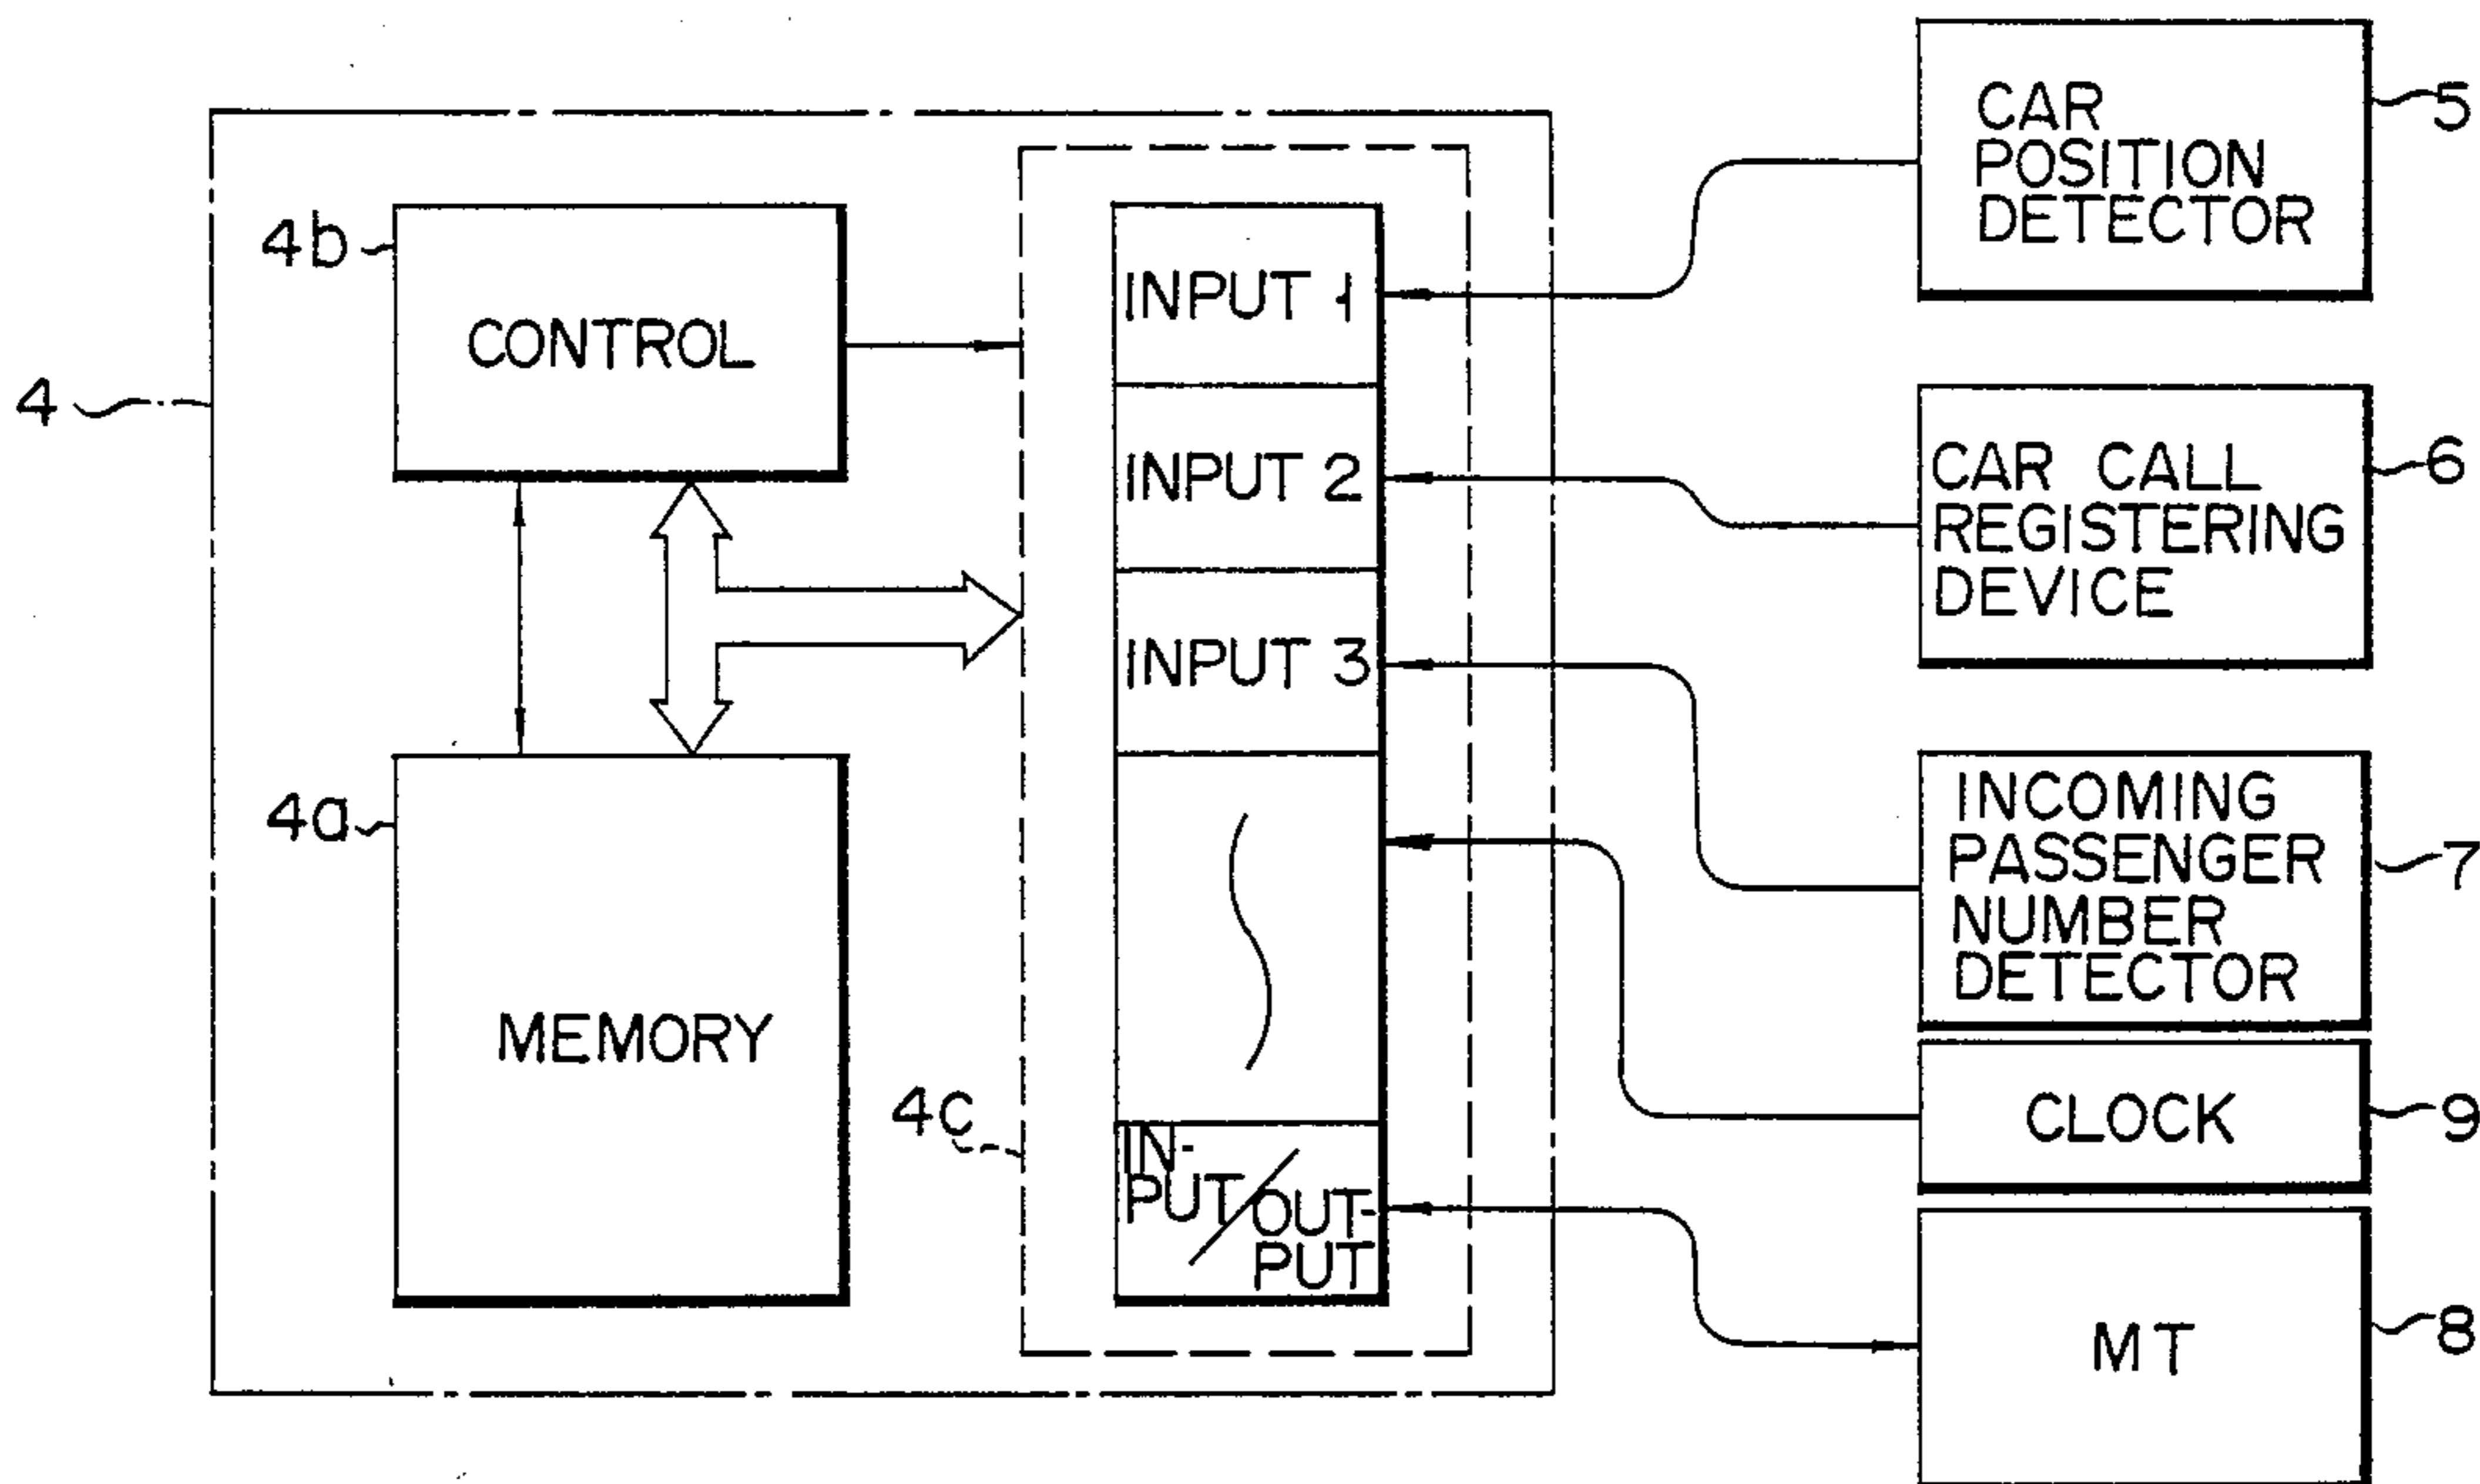 4
4b
CONTROL
4a
MEMORY
4c
INPUT 1
INPUT 2
INPUT 3
IN-
PUT/OUT-
PUT
CAR
POSITION
DETECTOR
5
CAR CALL
REGISTERING
DEVICE
6
INCOMING
PASSENGER
NUMBER
DETECTOR
7
CLOCK
9
MT
8